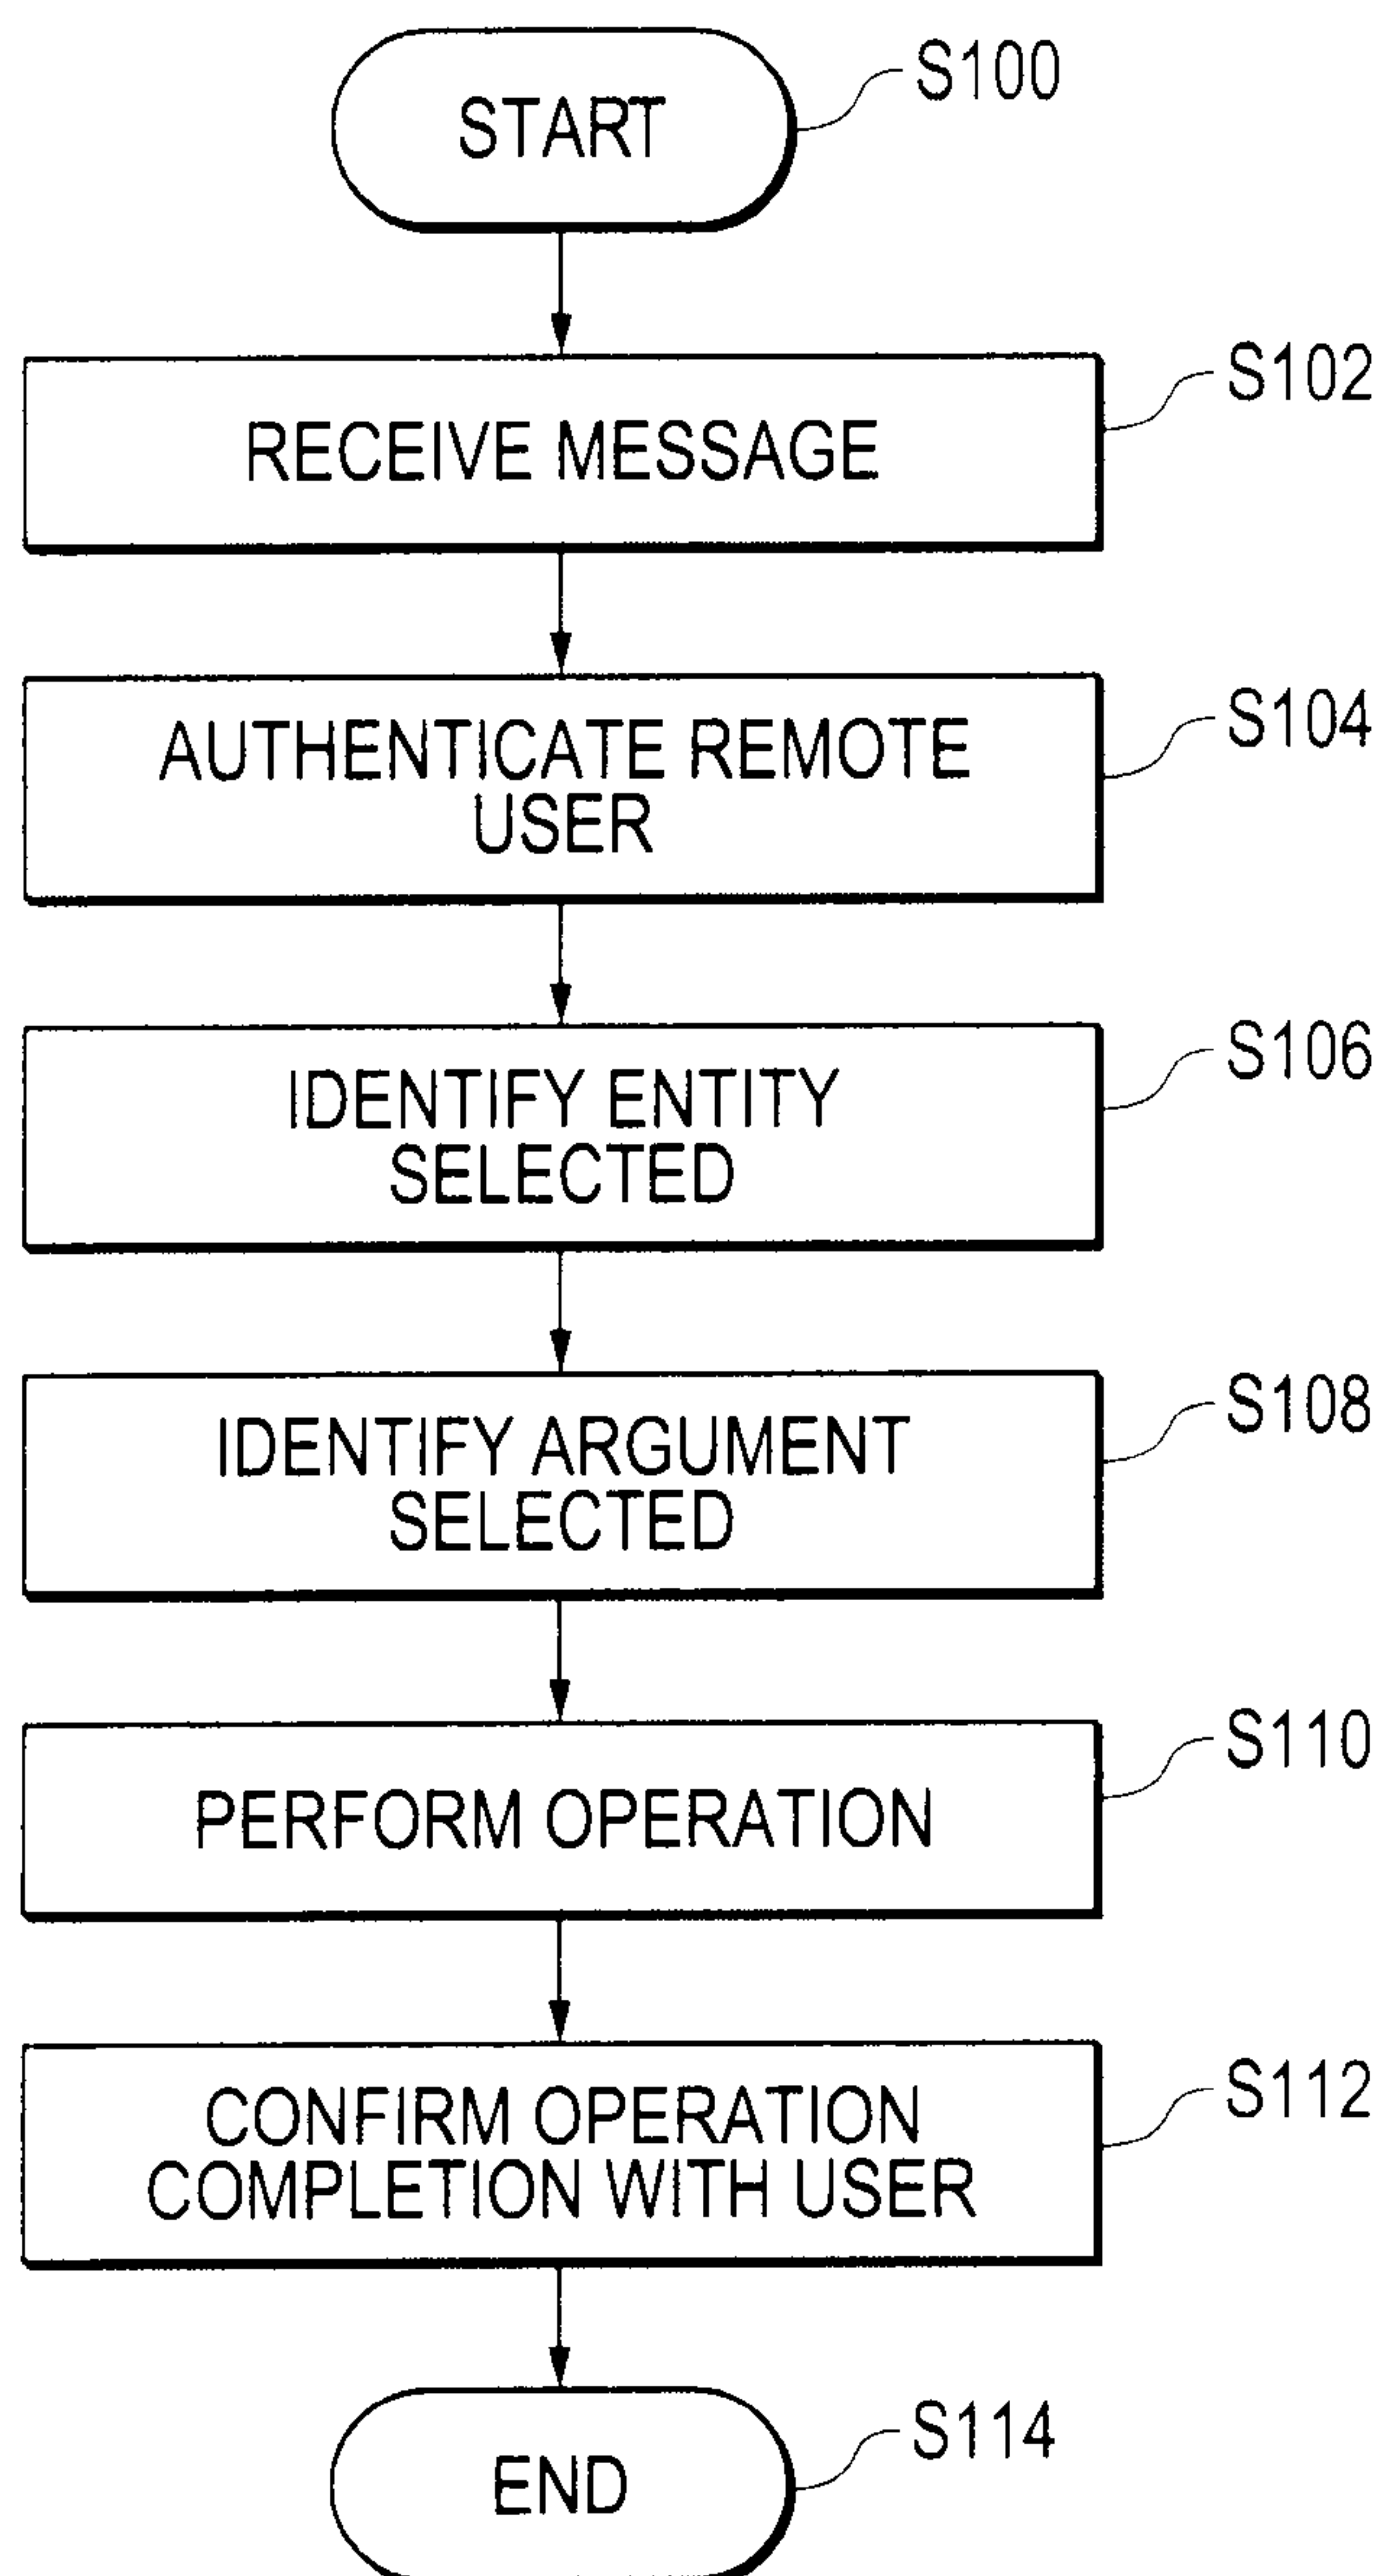 START
S100
RECEIVE MESSAGE
S102
AUTHENTICATE REMOTE
USER
S104
IDENTIFY ENTITY
SELECTED
S106
IDENTIFY ARGUMENT
SELECTED
S108
PERFORM OPERATION
S110
CONFIRM OPERATION
COMPLETION WITH USER
S112
END
S114